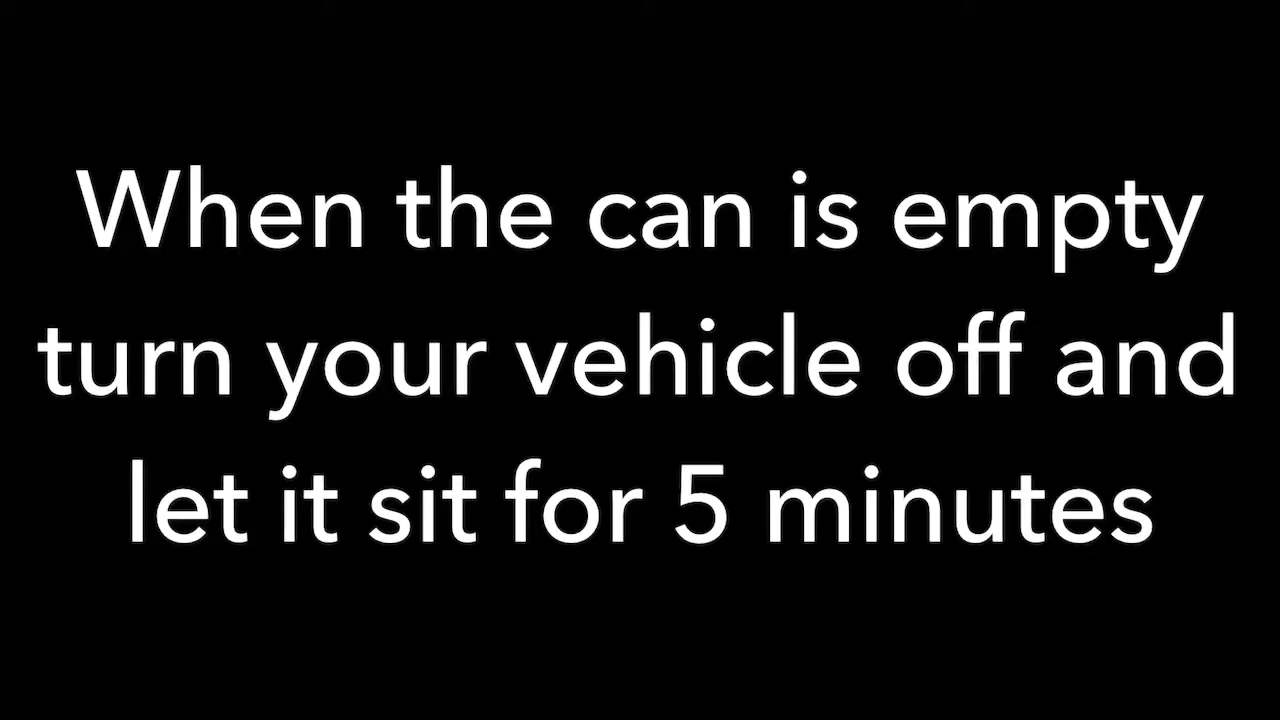 When the can is empty
turn your vehicle off and
let it sit for 5 minutes